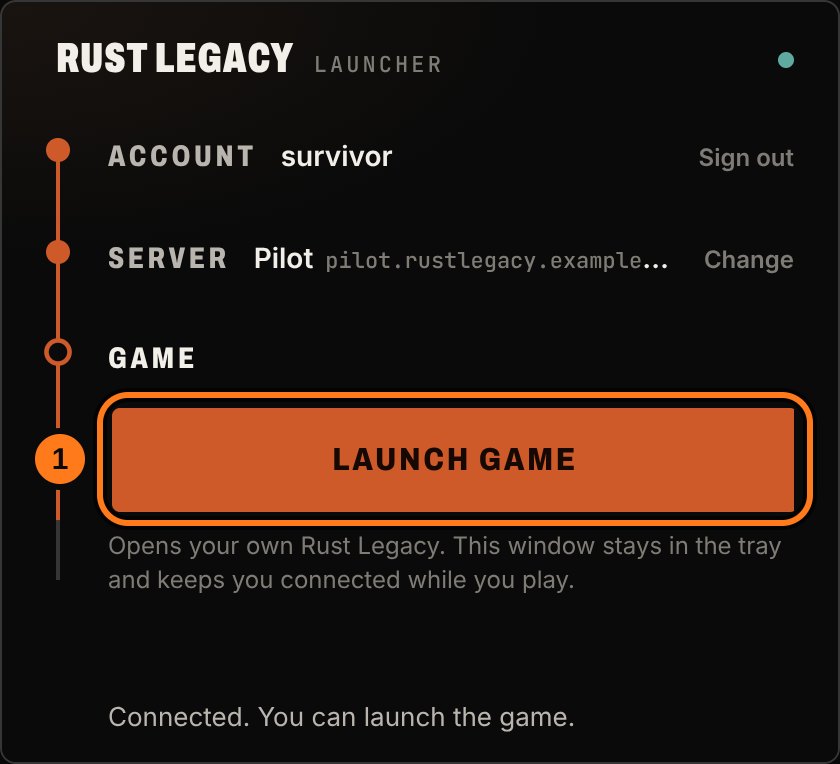 RUST LEGACY LAUNCHER
ACCOUNT survivor Sign out
SERVER Pilot pilot.rustlegacy.example... Change
GAME
1 LAUNCH GAME
Opens your own Rust Legacy. This window stays in the tray
and keeps you connected while you play.
Connected. You can launch the game.